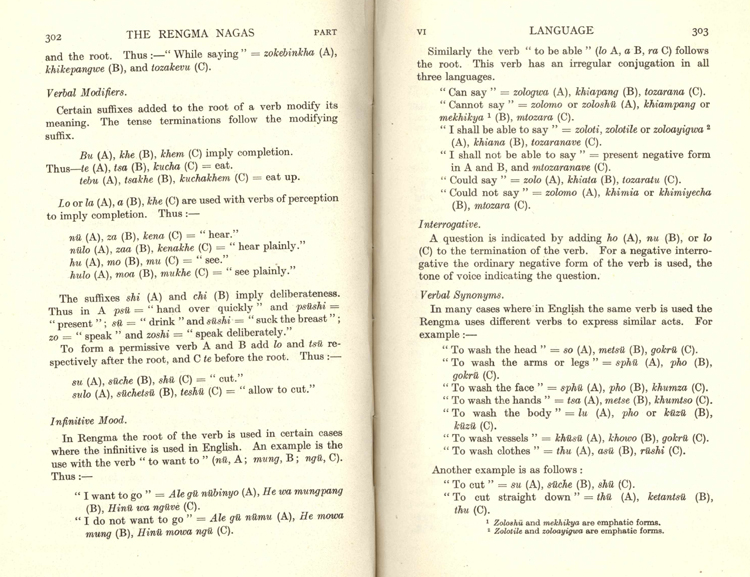 302 THE RENGMA NAGAS PART
and the root. Thus :—“ While saying ” = zokebinkha (A),
khikepangwe (B), and tozakevu (C).
Verbal Modifiers.
Certain suffixes added to the root of a verb modify its
meaning. The tense terminations follow the modifying
suffix.
Bu (A), khe (B), khem (C) imply completion.
Thus—te (A), tsa (B), kucha (C) = eat.
tebu (A), tsakhe (B), kuchakhem (C) = eat up.
Lo or la (A), a (B), khe (C) are used with verbs of perception
to imply completion. Thus :—
nü (A), za (B), kena (C) = “ hear.”
nülo (A), zaa (B), kenakhe (C) = “ hear plainly.”
hu (A), mo (B), mu (C) = “ see.”
hulo (A), moa (B), mukhe (C) = “ see plainly.”
The suffixes shi (A) and chi (B) imply deliberateness.
Thus in A psü = “ hand over quickly ” and psüshi =
“ present ” ; sü = “ drink ” and süshi = “ suck the breast ” ;
zo = “ speak ” and zoshi = “ speak deliberately.”
To form a permissive verb A and B add lo and tsü re-
spectively after the root, and C te before the root. Thus :—
su (A), süche (B), shü (C) = “ cut.”
sulo (A), süchetsü (B), teshü (C) = “ allow to cut.”
Infinitive Mood.
In Rengma the root of the verb is used in certain cases
where the infinitive is used in English. An example is the
use with the verb “ to want to ” (nü, A ; mung, B ; ngü, C).
Thus :—
“ I want to go ” = Ale gü nübinyo (A), He wa mungpang
(B), Hinü wa ngüve (C).
“ I do not want to go ” = Ale gü nümu (A), He mowa
mung (B), Hinü mowa ngü (C).
VI LANGUAGE 303
Similarly the verb “ to be able ” (lo A, a B, ra C) follows
the root. This verb has an irregular conjugation in all
three languages.
“ Can say ” = zologwa (A), khiapang (B), tozarana (C).
“ Cannot say ” = zolomo or zoloshü (A), khiampang or
mekhikya ¹ (B), mtozara (C).
“ I shall be able to say ” = zoloti, zolotile or zoloayigwa ²
(A), khiana (B), tozaranave (C).
“ I shall not be able to say ” = present negative form
in A and B, and mtozaranave (C).
“ Could say ” = zolo (A), khiata (B), tozaratu (C).
“ Could not say ” = zolomo (A), khimia or khimiyecha
(B), mtozara (C).
Interrogative.
A question is indicated by adding ho (A), nu (B), or lo
(C) to the termination of the verb. For a negative interro-
gative the ordinary negative form of the verb is used, the
tone of voice indicating the question.
Verbal Synonyms.
In many cases where in English the same verb is used the
Rengma uses different verbs to express similar acts. For
example :—
“ To wash the head ” = so (A), metsü (B), gokrü (C).
“ To wash the arms or legs ” = sphü (A), pho (B),
gokrü (C).
“ To wash the face ” = sphü (A), pho (B), khumza (C).
“ To wash the hands ” = tsa (A), metse (B), khumtso (C).
“ To wash the body ” = lu (A), pho or küzü (B),
küzü (C).
“ To wash vessels ” = khüsü (A), khowo (B), gokrü (C).
“ To wash clothes ” = thu (A), asü (B), rüshi (C).
Another example is as follows :
“ To cut ” = su (A), süche (B), shü (C).
“ To cut straight down ” = thü (A), ketantsü (B),
thu (C).
¹ Zoloshü and mekhikya are emphatic forms.
² Zolotile and zoloayigwa are emphatic forms.